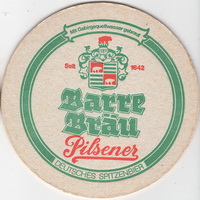 Mit Gebirgsquellwasser gebraut
Seit 1842
Barre
Bräu
Pilsener
DEUTSCHES SPITZENBIER